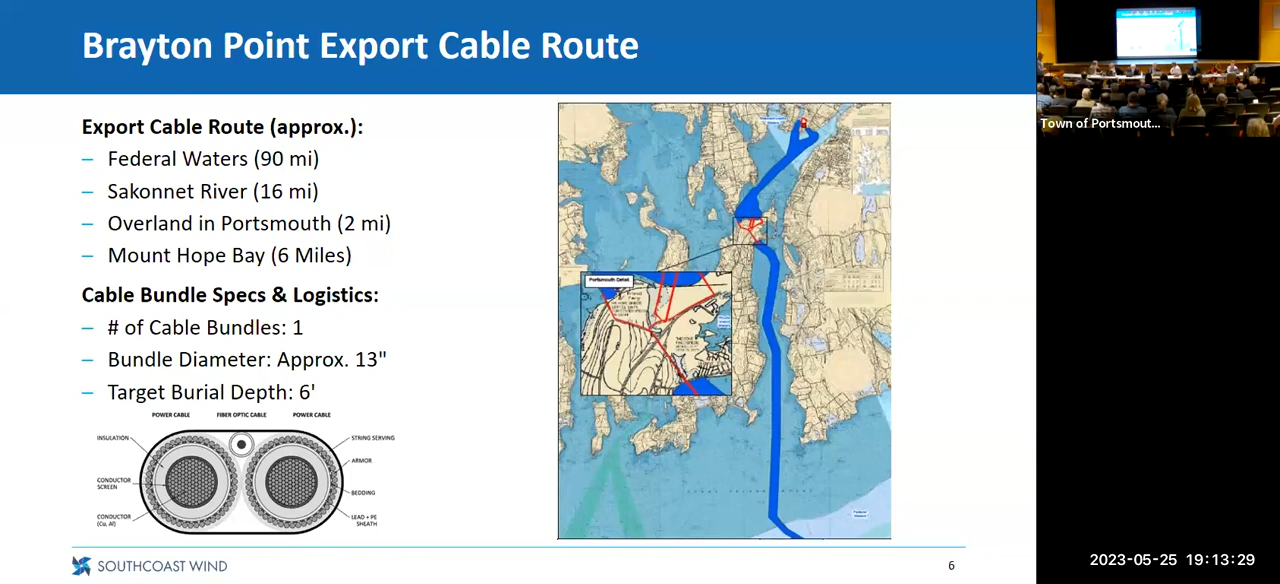 Brayton Point Export Cable Route
Export Cable Route (approx.):
– Federal Waters (90 mi)
– Sakonnet River (16 mi)
– Overland in Portsmouth (2 mi)
– Mount Hope Bay (6 Miles)
Cable Bundle Specs & Logistics:
– # of Cable Bundles: 1
– Bundle Diameter: Approx. 13"
– Target Burial Depth: 6'
POWER CABLE FIBER OPTIC CABLE POWER CABLE
INSULATION
STRING SERVING
ARMOR
CONDUCTOR
SCREEN
BEDDING
CONDUCTOR
(Cu, Al)
LEAD + PE
SHEATH
Portsmouth Detail
SOUTHCOAST WIND
6
Town of Portsmout...
2023-05-25 19:13:29